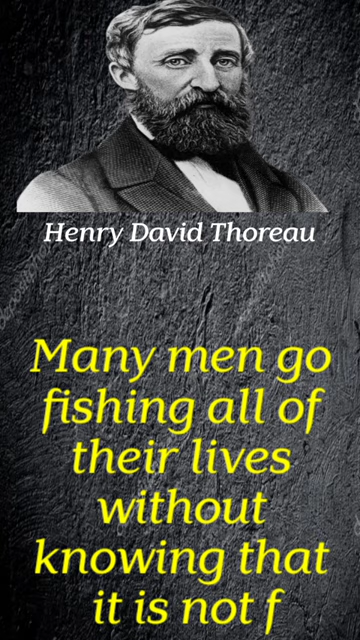 Henry David Thoreau
Many men go
fishing all of
their lives
without
knowing that
it is not f